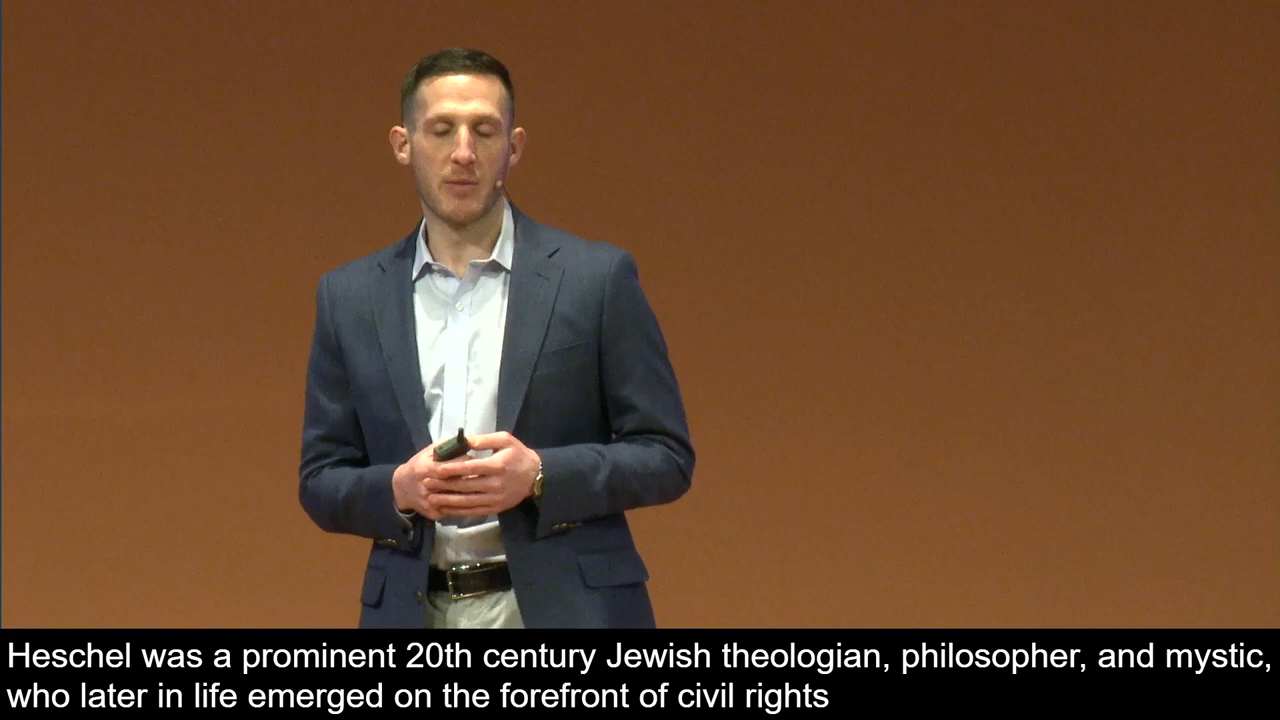 Heschel was a prominent 20th century Jewish theologian, philosopher, and mystic,
who later in life emerged on the forefront of civil rights